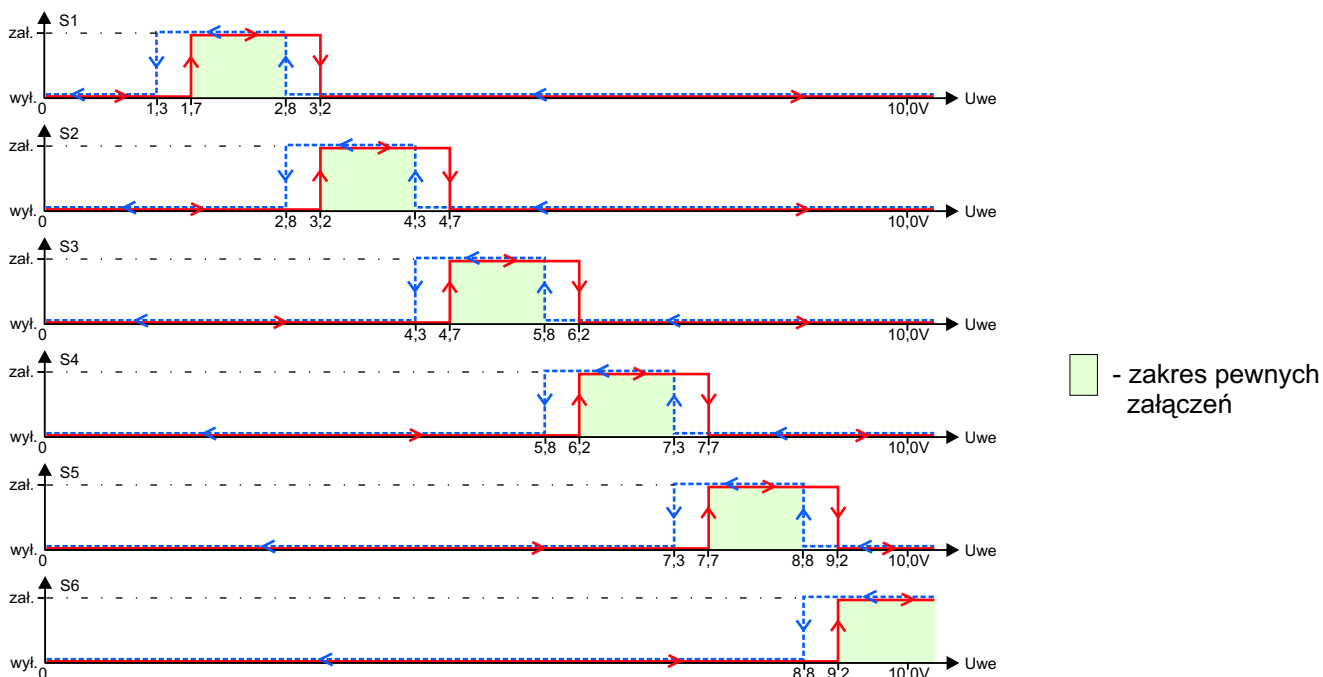 S1
zał.
wył.
0 1,3 1,7 2,8 3,2 10,0V Uwe
S2
zał.
wył.
0 2,8 3,2 4,3 4,7 10,0V Uwe
S3
zał.
wył.
0 4,3 4,7 5,8 6,2 10,0V Uwe
S4
zał.
wył.
0 5,8 6,2 7,3 7,7 10,0V Uwe
S5
zał.
wył.
0 7,3 7,7 8,8 9,2 10,0V Uwe
S6
zał.
wył.
0 8,8 9,2 10,0V Uwe
- zakres pewnych
załączeń